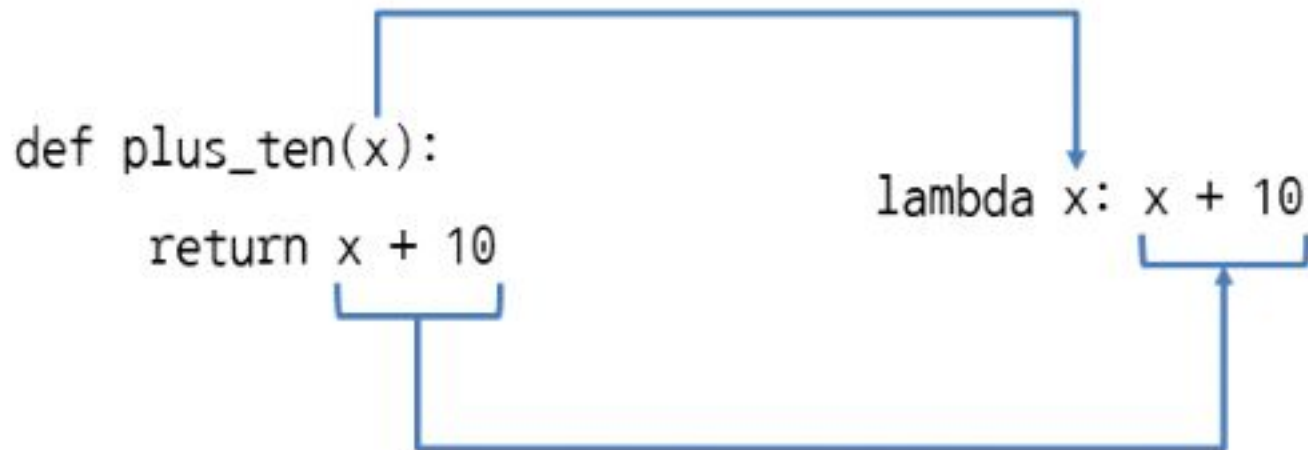 def plus_ten(x):
return x + 10
lambda x: x + 10